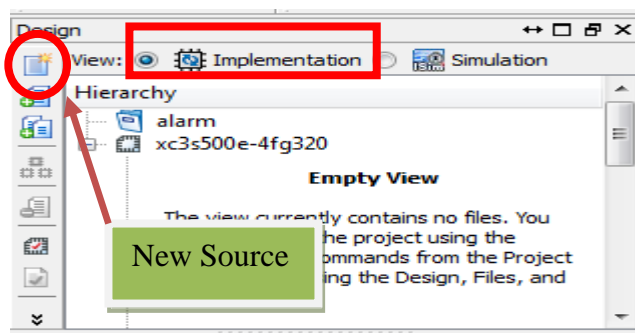 Design
View: Implementation Simulation
Hierarchy
alarm
xc3s500e-4fg320
Empty View
The view currently contains no files. You
he project using the
ommands from the Project
ing the Design, Files, and
New Source